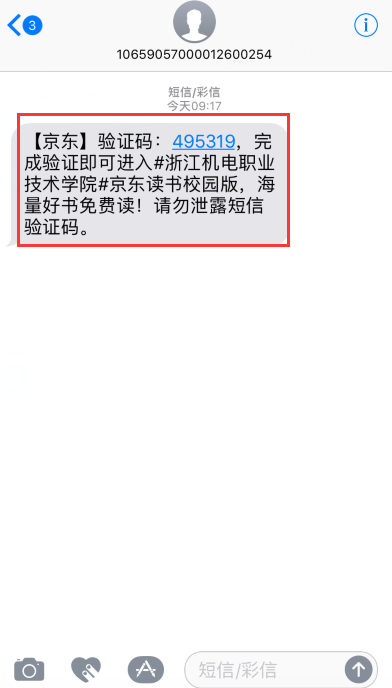 3
10659057000012600254
短信/彩信
今天09:17
【京东】验证码：495319，完
成验证即可进入#浙江机电职业
技术学院#京东读书校园版，海
量好书免费读！请勿泄露短信
验证码。
短信/彩信